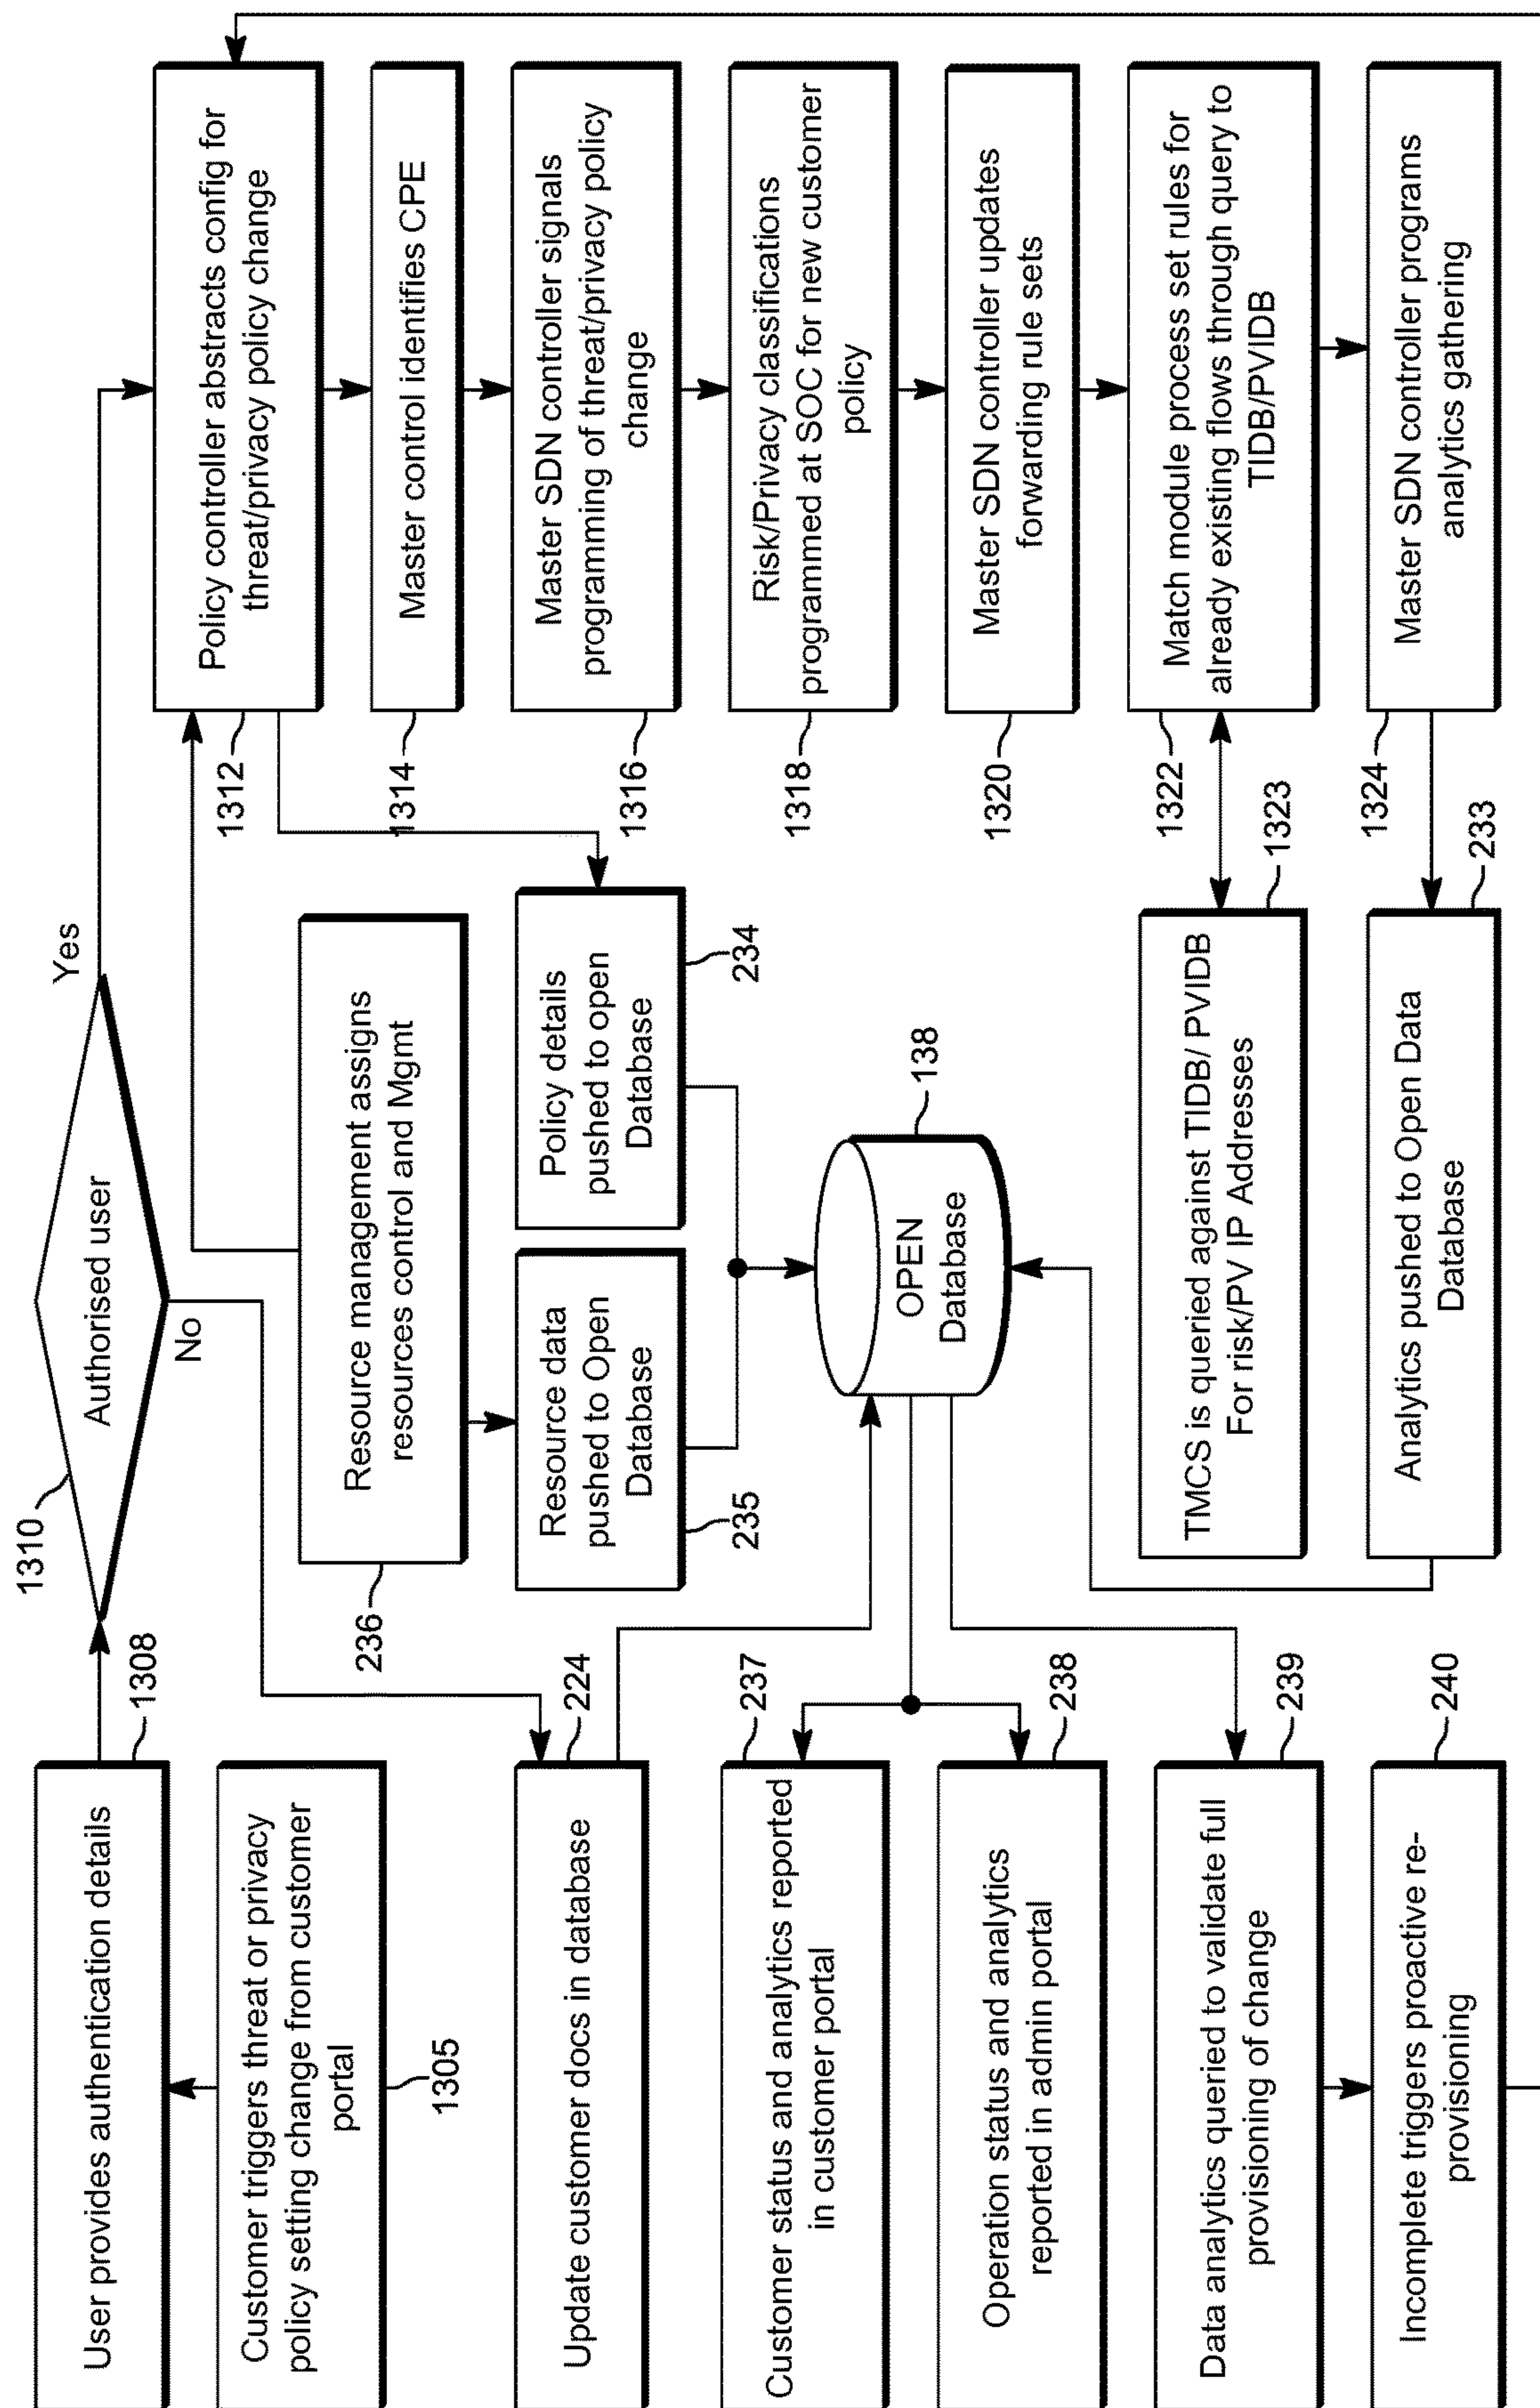 User provides authentication details
1308
Customer triggers threat or privacy
policy setting change from customer
portal
1305
Update customer docs in database
224
Customer status and analytics reported
in customer portal
237
Operation status and analytics
reported in admin portal
238
Data analytics queried to validate full
provisioning of change
239
Incomplete triggers proactive re-
provisioning
240
1310
Authorised user
Yes
No
Resource management assigns
resources control and Mgmt
236
Resource data
pushed to Open
Database
235
Policy details
pushed to open
Database
234
OPEN
Database
138
TMCS is queried against TIDB/ PVIDB
For risk/PV IP Addresses
1323
Analytics pushed to Open Data
Database
233
Policy controller abstracts config for
threat/privacy policy change
1312
Master control identifies CPE
1314
Master SDN controller signals
programming of threat/privacy policy
change
1316
Risk/Privacy classifications
programmed at SOC for new customer
policy
1318
Master SDN controller updates
forwarding rule sets
1320
Match module process set rules for
already existing flows through query to
TIDB/PVIDB
1322
Master SDN controller programs
analytics gathering
1324